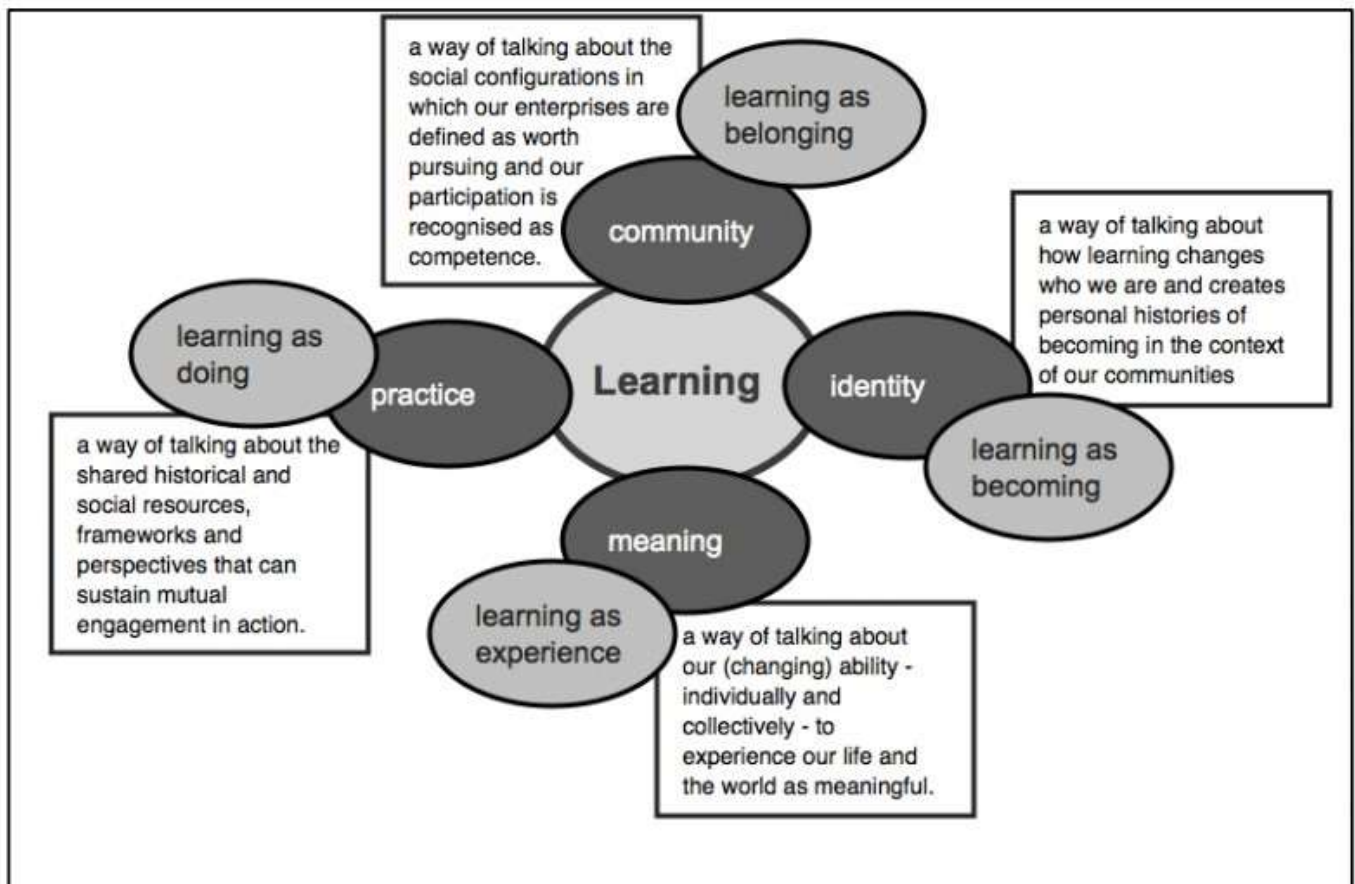 a way of talking about the
social configurations in
which our enterprises are
defined as worth
pursuing and our
participation is
recognised as
competence.
learning as
belonging
community
a way of talking about
how learning changes
who we are and creates
personal histories of
becoming in the context
of our communities
learning as
doing
practice
Learning
identity
learning as
becoming
a way of talking about the
shared historical and
social resources,
frameworks and
perspectives that can
sustain mutual
engagement in action.
meaning
learning as
experience
a way of talking about
our (changing) ability -
individually and
collectively - to
experience our life and
the world as meaningful.